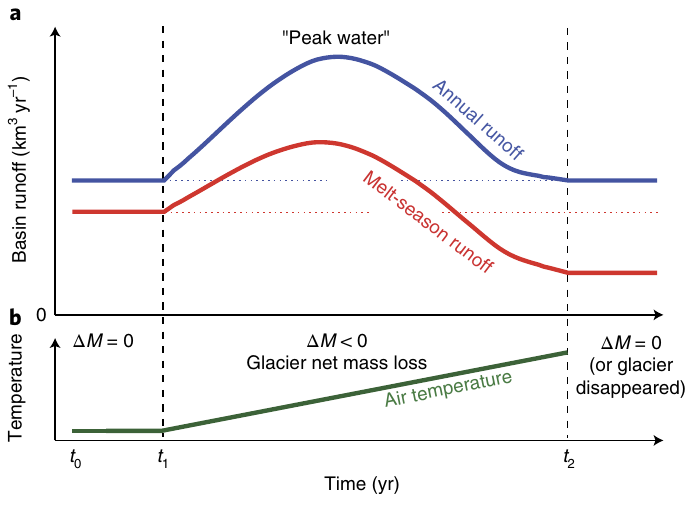 a
"Peak water"
Annual runoff
Melt-season runoff
Basin runoff (km³ yr⁻¹)
0
b
ΔM = 0
ΔM < 0
Glacier net mass loss
ΔM = 0
(or glacier
disappeared)
Air temperature
Temperature
t₀
t₁
t₂
Time (yr)